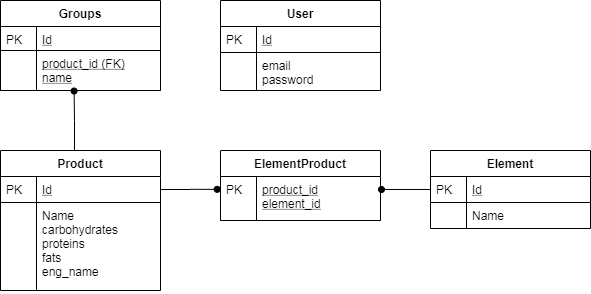 Groups
PK Id
product_id (FK)
name
User
PK Id
email
password
Product
PK Id
Name
carbohydrates
proteins
fats
eng_name
ElementProduct
PK product_id
element_id
Element
PK Id
Name